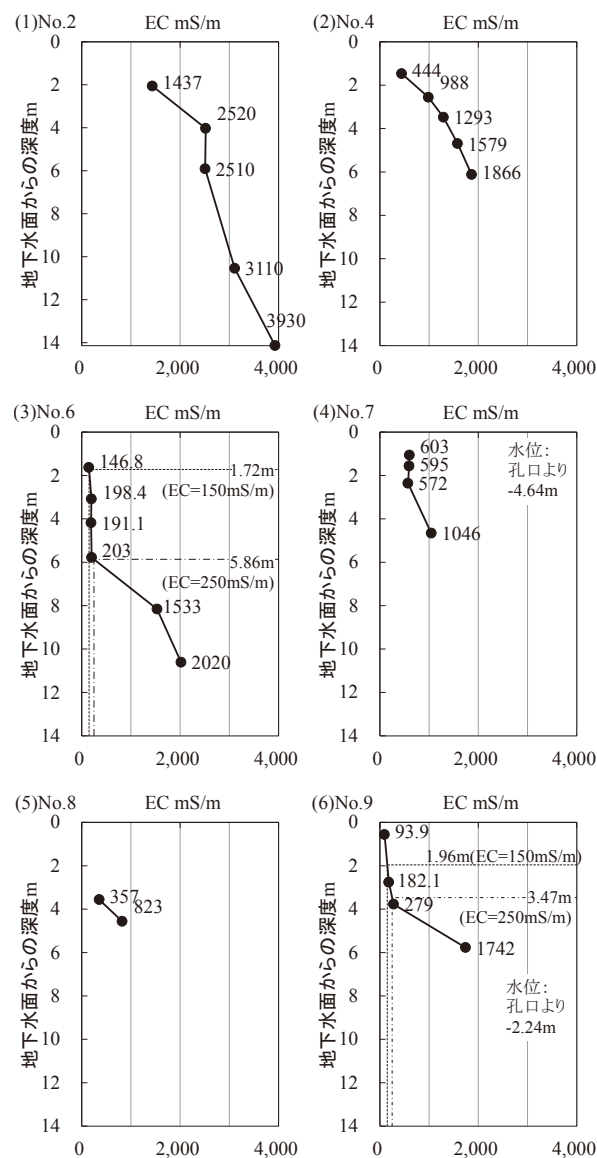 (1)No.2 EC mS/m
地下水面からの深度m
0
2
4
6
8
10
12
14
1437
2520
2510
3110
3930
0 2,000 4,000
(2)No.4 EC mS/m
地下水面からの深度m
0
2
4
6
8
10
12
14
444
988
1293
1579
1866
0 2,000 4,000
(3)No.6 EC mS/m
地下水面からの深度m
0
2
4
6
8
10
12
14
146.8
1.72m
(EC=150mS/m)
198.4
191.1
203
5.86m
(EC=250mS/m)
1533
2020
0 2,000 4,000
(4)No.7 EC mS/m
地下水面からの深度m
0
2
4
6
8
10
12
14
603
595
572
1046
水位:
孔口より
-4.64m
0 2,000 4,000
(5)No.8 EC mS/m
地下水面からの深度m
0
2
4
6
8
10
12
14
357
823
0 2,000 4,000
(6)No.9 EC mS/m
地下水面からの深度m
0
2
4
6
8
10
12
14
93.9
1.96m(EC=150mS/m)
182.1
3.47m
279
(EC=250mS/m)
1742
水位:
孔口より
-2.24m
0 2,000 4,000